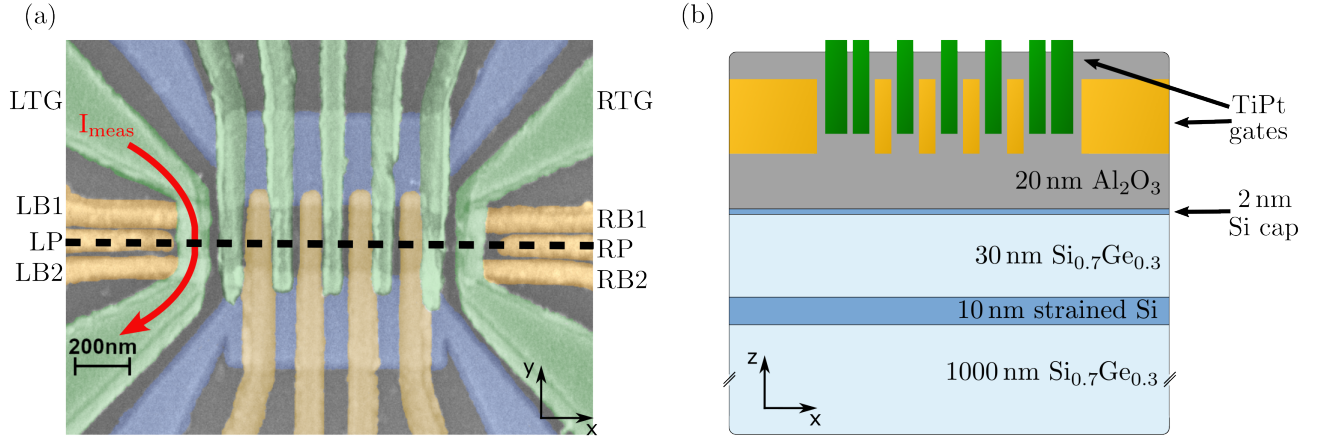 (a)
LTG
RTG
I_meas
LB1
LP
LB2
RB1
RP
RB2
200nm
y
x
(b)
TiPt
gates
20 nm Al₂O₃
2 nm
Si cap
30 nm Si₀.₇Ge₀.₃
10 nm strained Si
1000 nm Si₀.₇Ge₀.₃
z
x